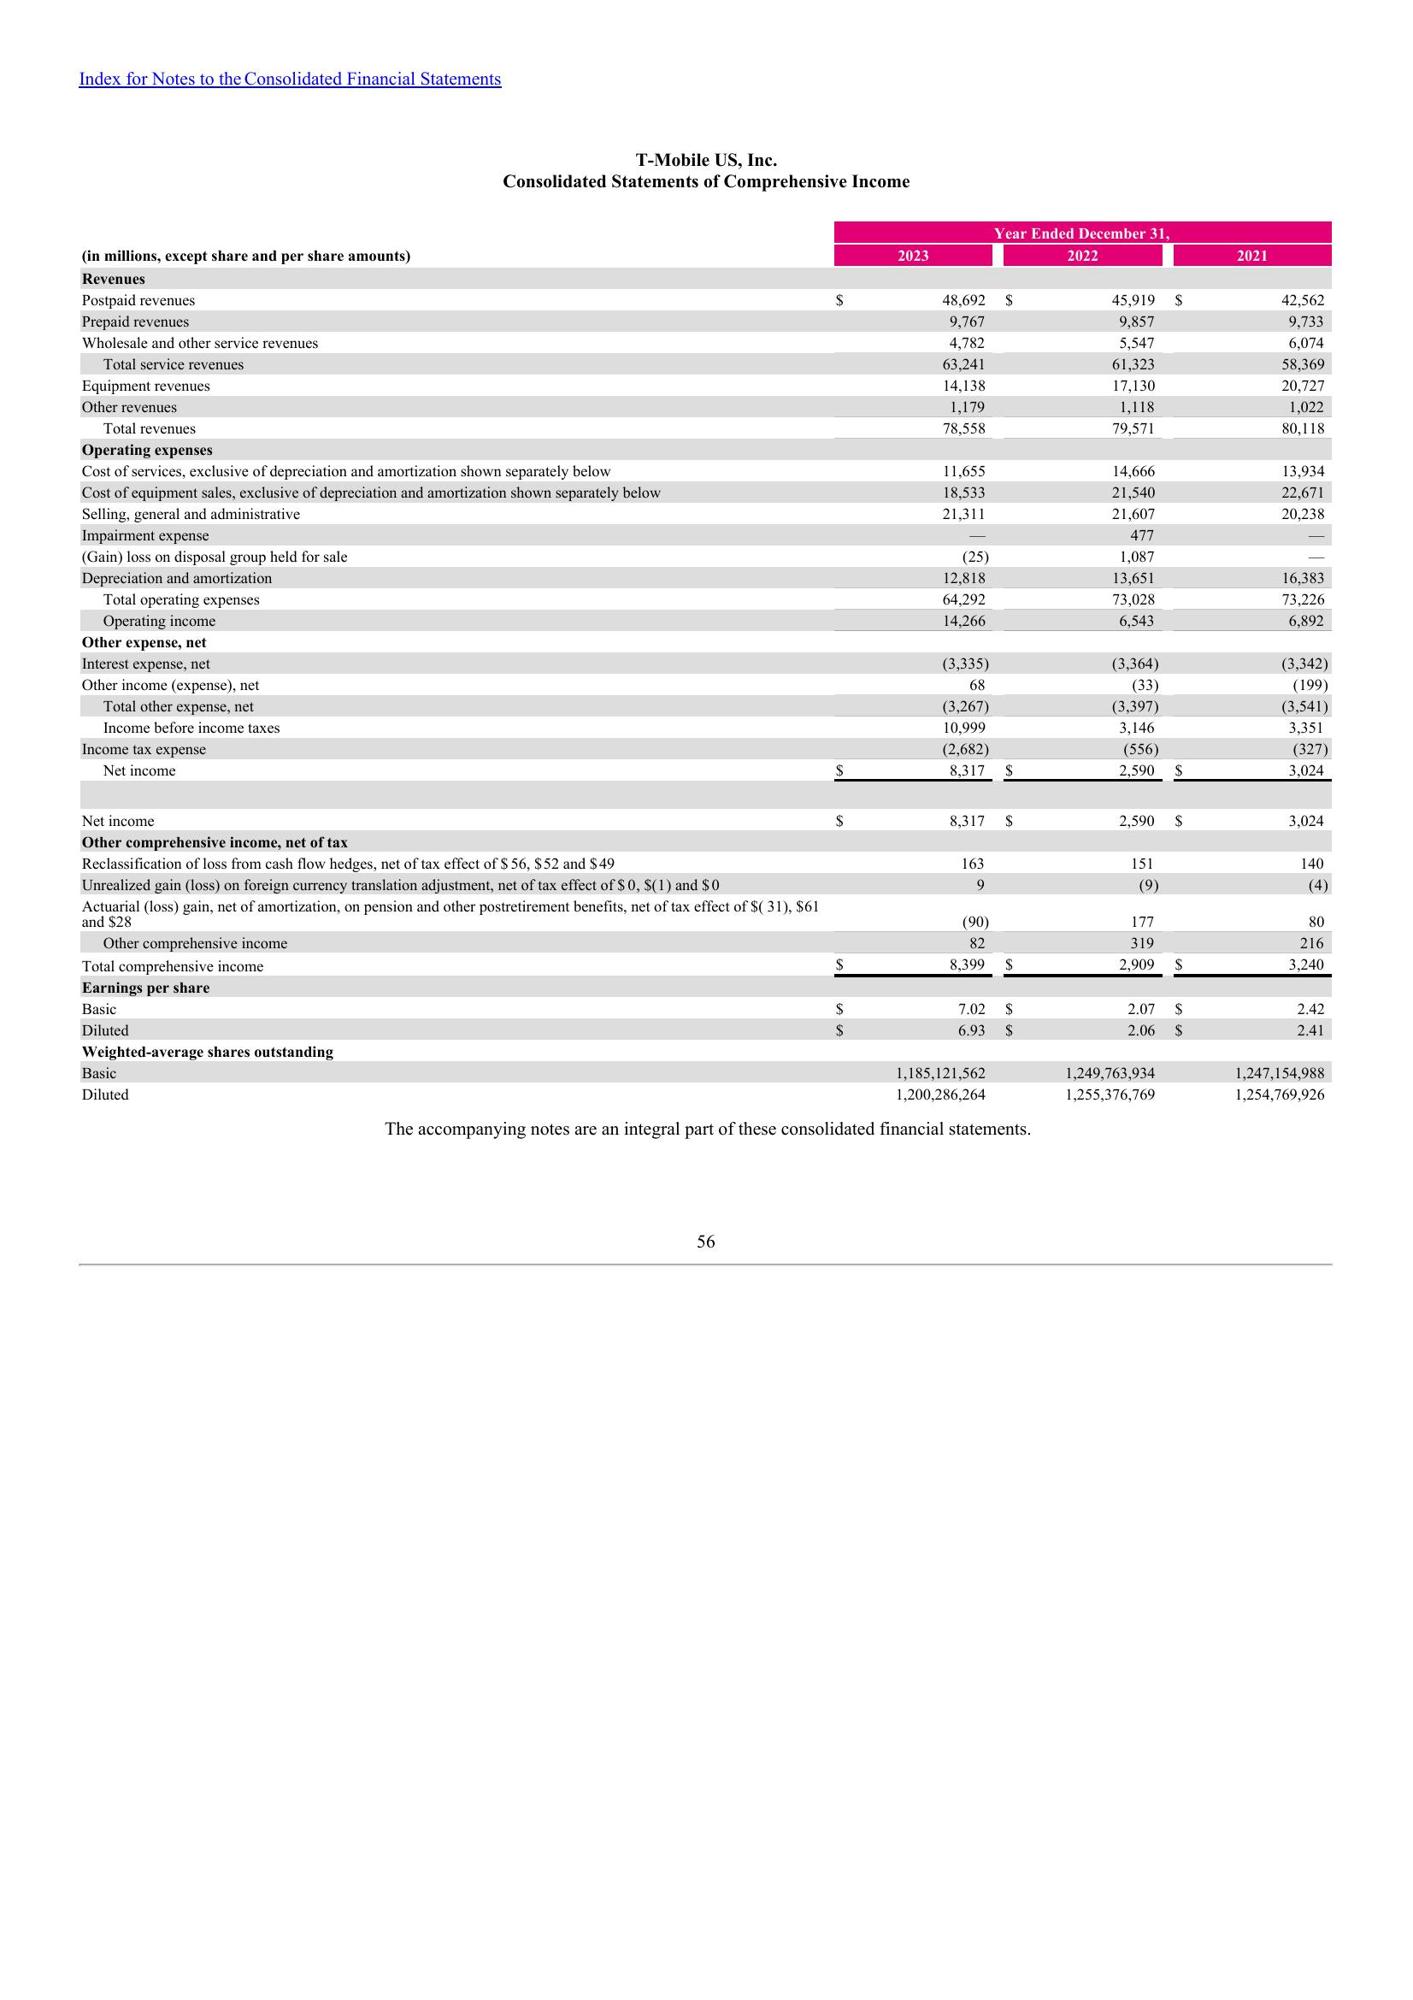 Index for Notes to the Consolidated Financial Statements
T-Mobile US, Inc.
Consolidated Statements of Comprehensive Income
Year Ended December 31,
(in millions, except share and per share amounts) 2023 2022 2021
Revenues
Postpaid revenues $ 48,692 $ 45,919 $ 42,562
Prepaid revenues 9,767 9,857 9,733
Wholesale and other service revenues 4,782 5,547 6,074
Total service revenues 63,241 61,323 58,369
Equipment revenues 14,138 17,130 20,727
Other revenues 1,179 1,118 1,022
Total revenues 78,558 79,571 80,118
Operating expenses
Cost of services, exclusive of depreciation and amortization shown separately below 11,655 14,666 13,934
Cost of equipment sales, exclusive of depreciation and amortization shown separately below 18,533 21,540 22,671
Selling, general and administrative 21,311 21,607 20,238
Impairment expense — 477 —
(Gain) loss on disposal group held for sale (25) 1,087 —
Depreciation and amortization 12,818 13,651 16,383
Total operating expenses 64,292 73,028 73,226
Operating income 14,266 6,543 6,892
Other expense, net
Interest expense, net (3,335) (3,364) (3,342)
Other income (expense), net 68 (33) (199)
Total other expense, net (3,267) (3,397) (3,541)
Income before income taxes 10,999 3,146 3,351
Income tax expense (2,682) (556) (327)
Net income $ 8,317 $ 2,590 $ 3,024
Net income $ 8,317 $ 2,590 $ 3,024
Other comprehensive income, net of tax
Reclassification of loss from cash flow hedges, net of tax effect of $56, $52 and $49 163 151 140
Unrealized gain (loss) on foreign currency translation adjustment, net of tax effect of $0, $(1) and $0 9 (9) (4)
Actuarial (loss) gain, net of amortization, on pension and other postretirement benefits, net of tax effect of $( 31), $61
and $28 (90) 177 80
Other comprehensive income 82 319 216
Total comprehensive income $ 8,399 $ 2,909 $ 3,240
Earnings per share
Basic $ 7.02 $ 2.07 $ 2.42
Diluted $ 6.93 $ 2.06 $ 2.41
Weighted-average shares outstanding
Basic 1,185,121,562 1,249,763,934 1,247,154,988
Diluted 1,200,286,264 1,255,376,769 1,254,769,926
The accompanying notes are an integral part of these consolidated financial statements.
56